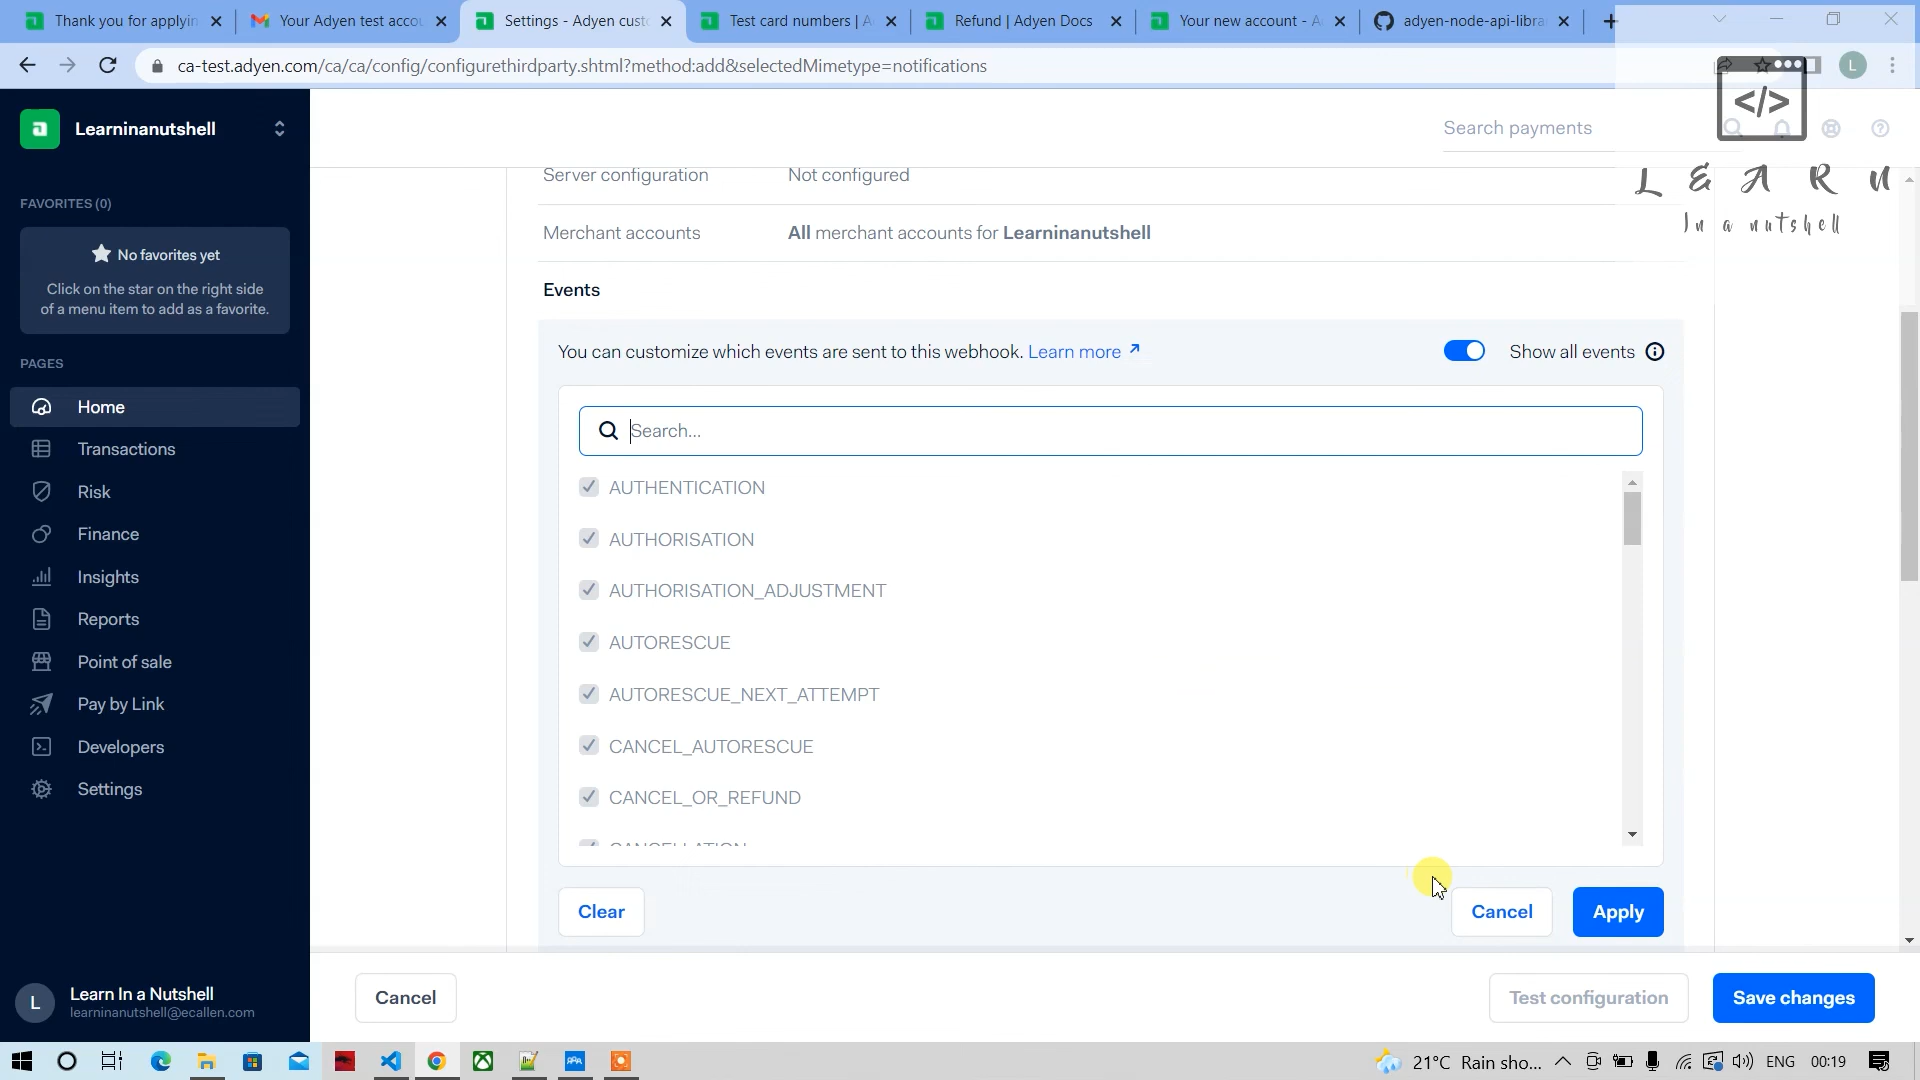 Thank you for applyin
Your Adyen test accou
Settings - Adyen cust
Test card numbers | A
Refund | Adyen Docs
Your new account - A
adyen-node-api-libra
ca-test.adyen.com/ca/ca/config/configurethirdparty.shtml?method:add&selectedMimetype=notifications
L
Learninanutshell
Search payments
</>
L E A R N
In a nutshell
FAVORITES (0)
No favorites yet
Click on the star on the right side
of a menu item to add as a favorite.
PAGES
Home
Transactions
Risk
Finance
Insights
Reports
Point of sale
Pay by Link
Developers
Settings
L
Learn In a Nutshell
learninanutshell@ecallen.com
Server configuration Not configured
Merchant accounts All merchant accounts for Learninanutshell
Events
You can customize which events are sent to this webhook. Learn more
Show all events
Search...
AUTHENTICATION
AUTHORISATION
AUTHORISATION_ADJUSTMENT
AUTORESCUE
AUTORESCUE_NEXT_ATTEMPT
CANCEL_AUTORESCUE
CANCEL_OR_REFUND
CANCELLATION
Clear
Cancel
Apply
Cancel
Test configuration
Save changes
21°C Rain sho...
ENG
00:19